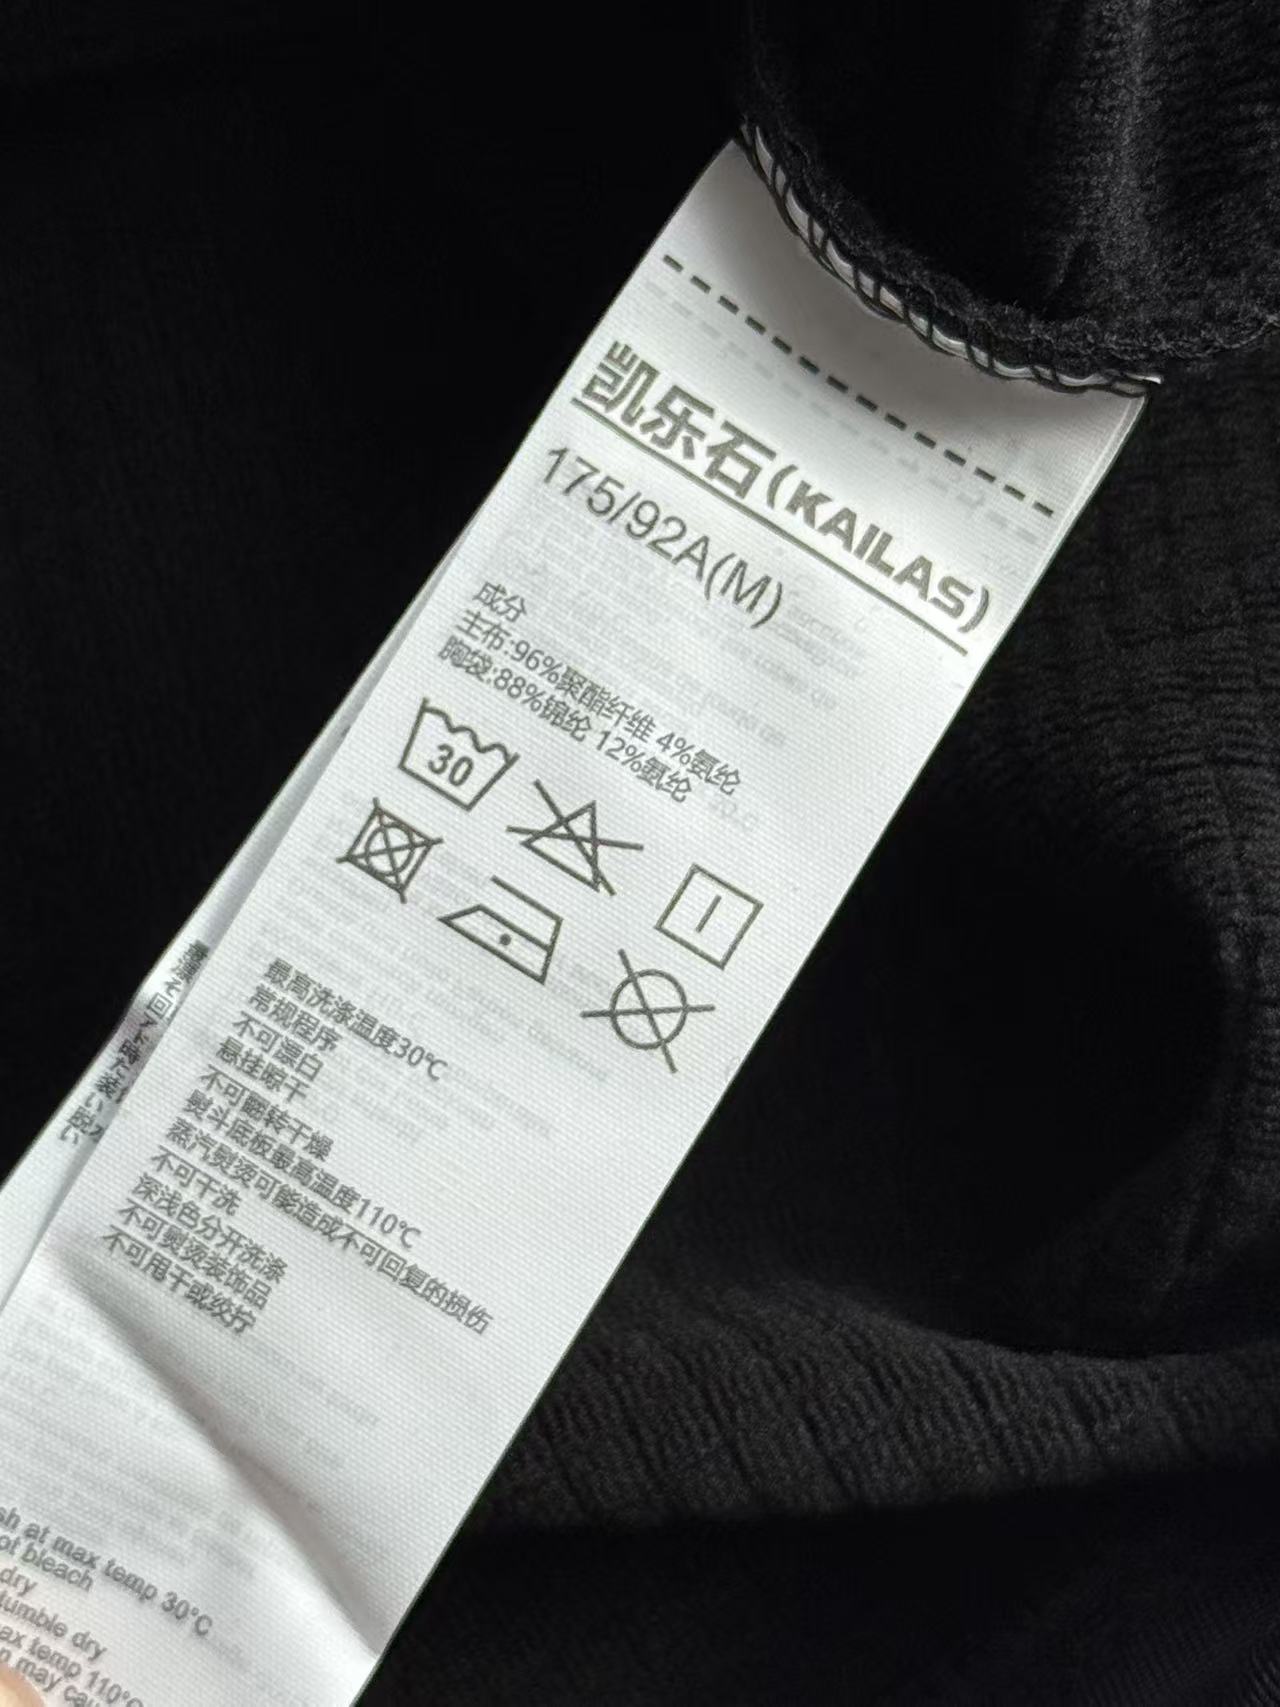 凯乐石(KAILAS)
175/92A(M)
成分
主布:96%聚酯纤维 4%氨纶
胸袋:88%锦纶 12%氨纶
30
最高洗涤温度30℃
常规程序
不可漂白
悬挂晾干
不可翻转干燥
熨斗底板最高温度110℃
蒸汽熨烫可能造成不可回复的损伤
不可干洗
深浅色分开洗涤
不可熨烫装饰品
不可甩干或绞拧
at max temp 30°C
bleach
dry
tumble dry
temp 110°C
may